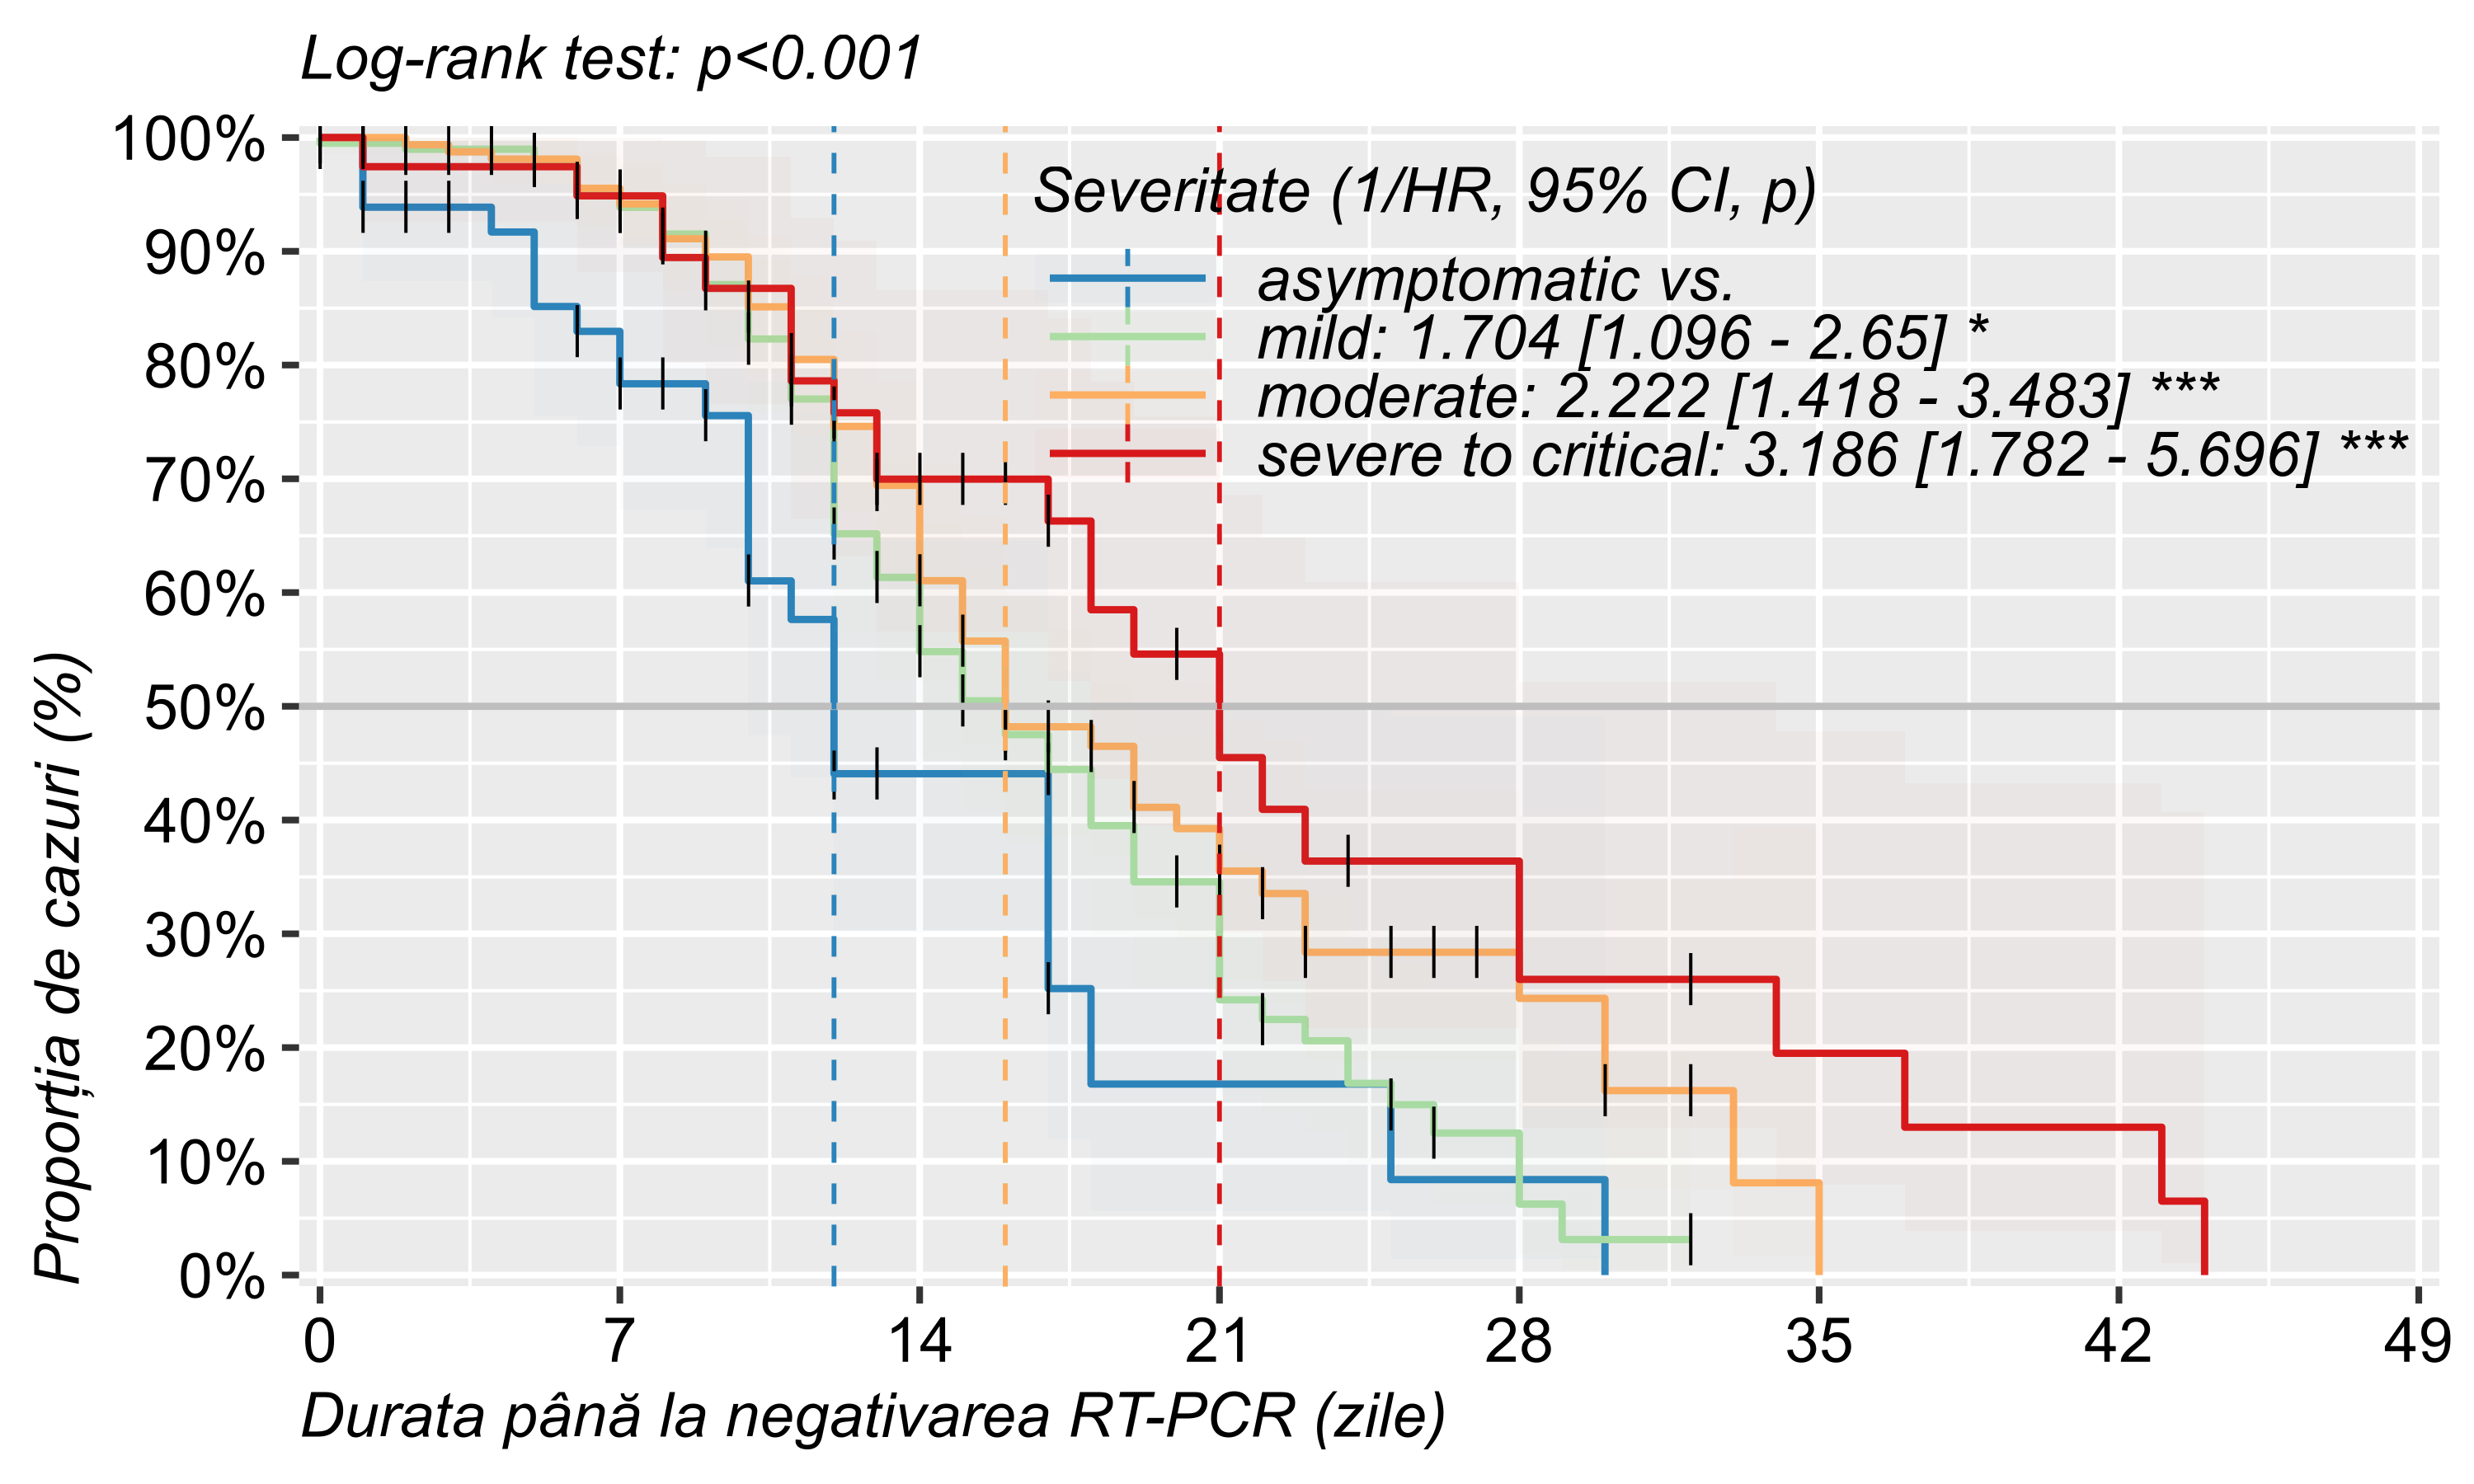 Log-rank test: p<0.001
Severitate (1/HR, 95% CI, p)
asymptomatic vs.
mild: 1.704 [1.096 - 2.65] *
moderate: 2.222 [1.418 - 3.483] ***
severe to critical: 3.186 [1.782 - 5.696] ***
Proporția de cazuri (%)
100%
90%
80%
70%
60%
50%
40%
30%
20%
10%
0%
0 7 14 21 28 35 42 49
Durata până la negativarea RT-PCR (zile)